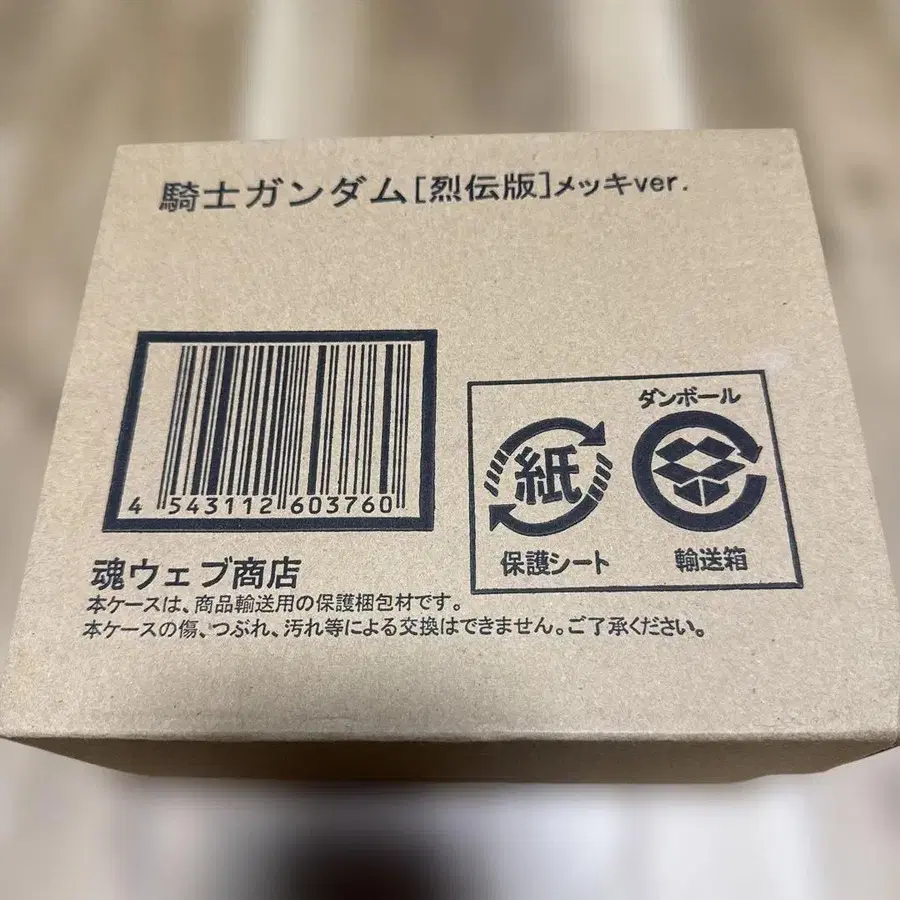 騎士ガンダム[烈伝版]メッキver.
4 543112 603760
ダンボール
紙
保護シート
輸送箱
魂ウェブ商店
本ケースは、商品輸送用の保護梱包材です。
本ケースの傷、つぶれ、汚れ等による交換はできません。ご了承ください。